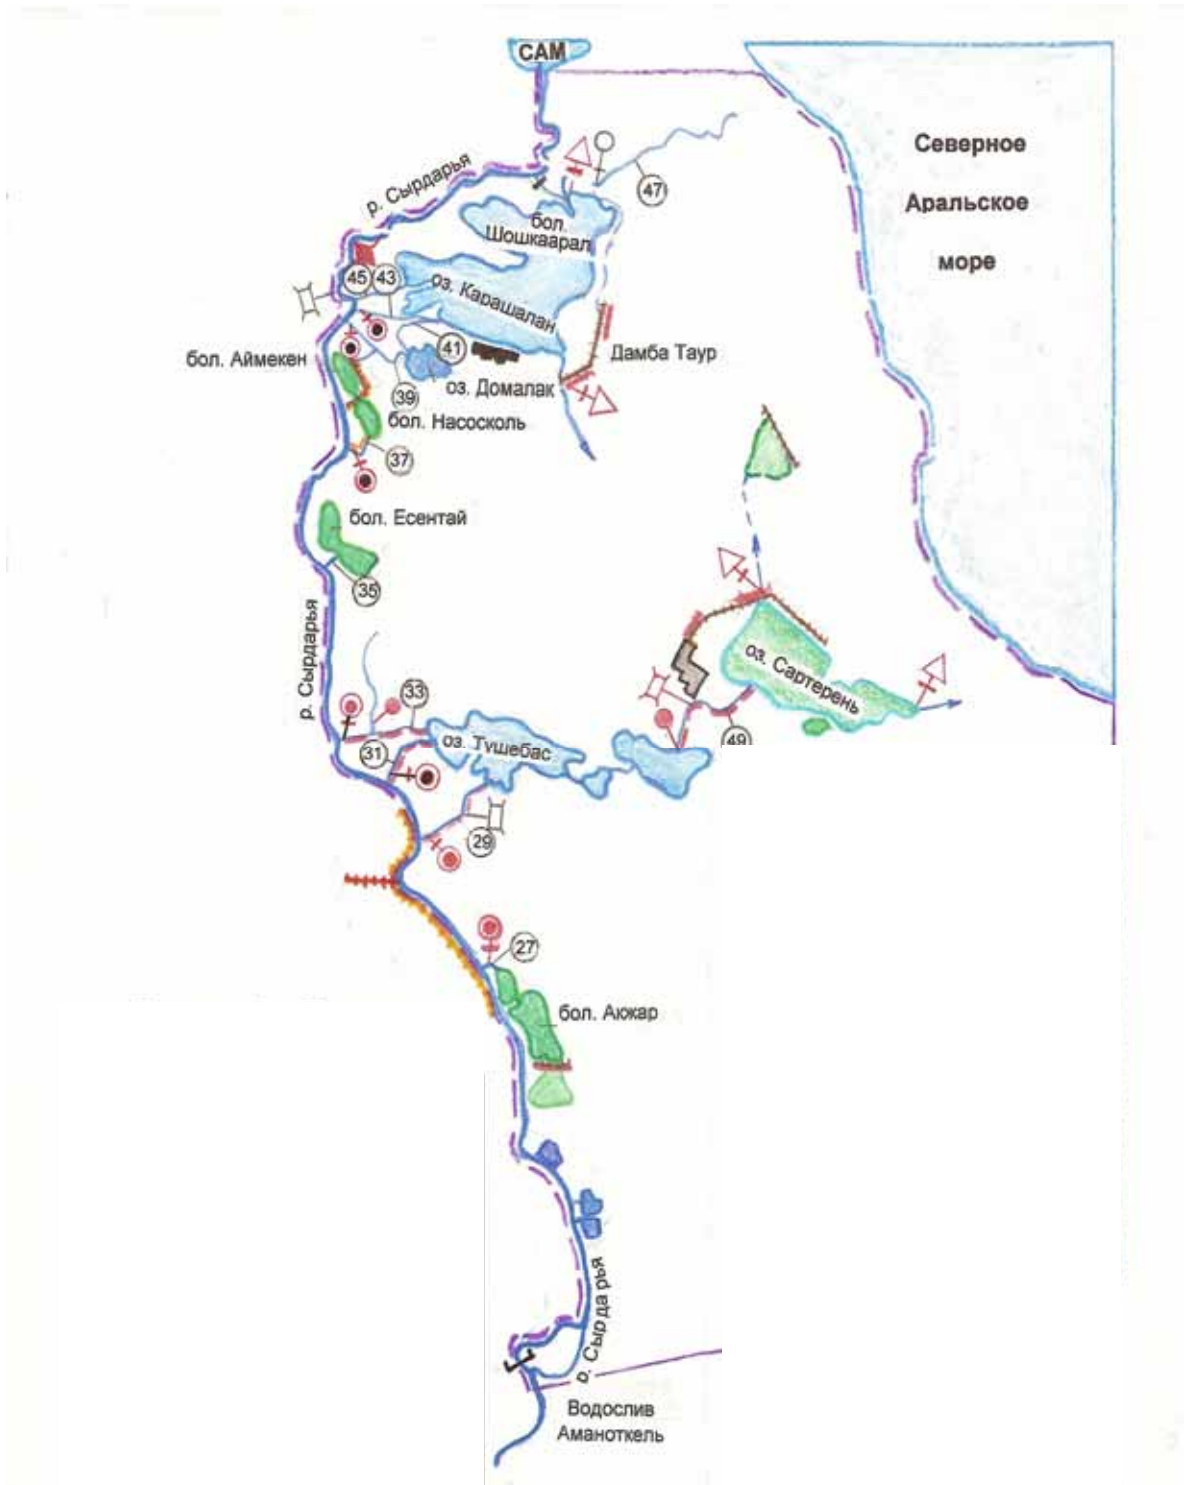 САМ
Северное
Аральское
море
р. Сырдарья
47
бол.
Шошкаарал
45
43
оз. Карашалан
41
Дамба Таур
бол. Аймекен
оз. Домалак
39
бол. Насосколь
37
бол. Есентай
35
р. Сырдарья
оз. Сартерень
33
49
31
оз. Тушебас
29
27
бол. Акжар
р. Сырдарья
Водослив
Аманоткель